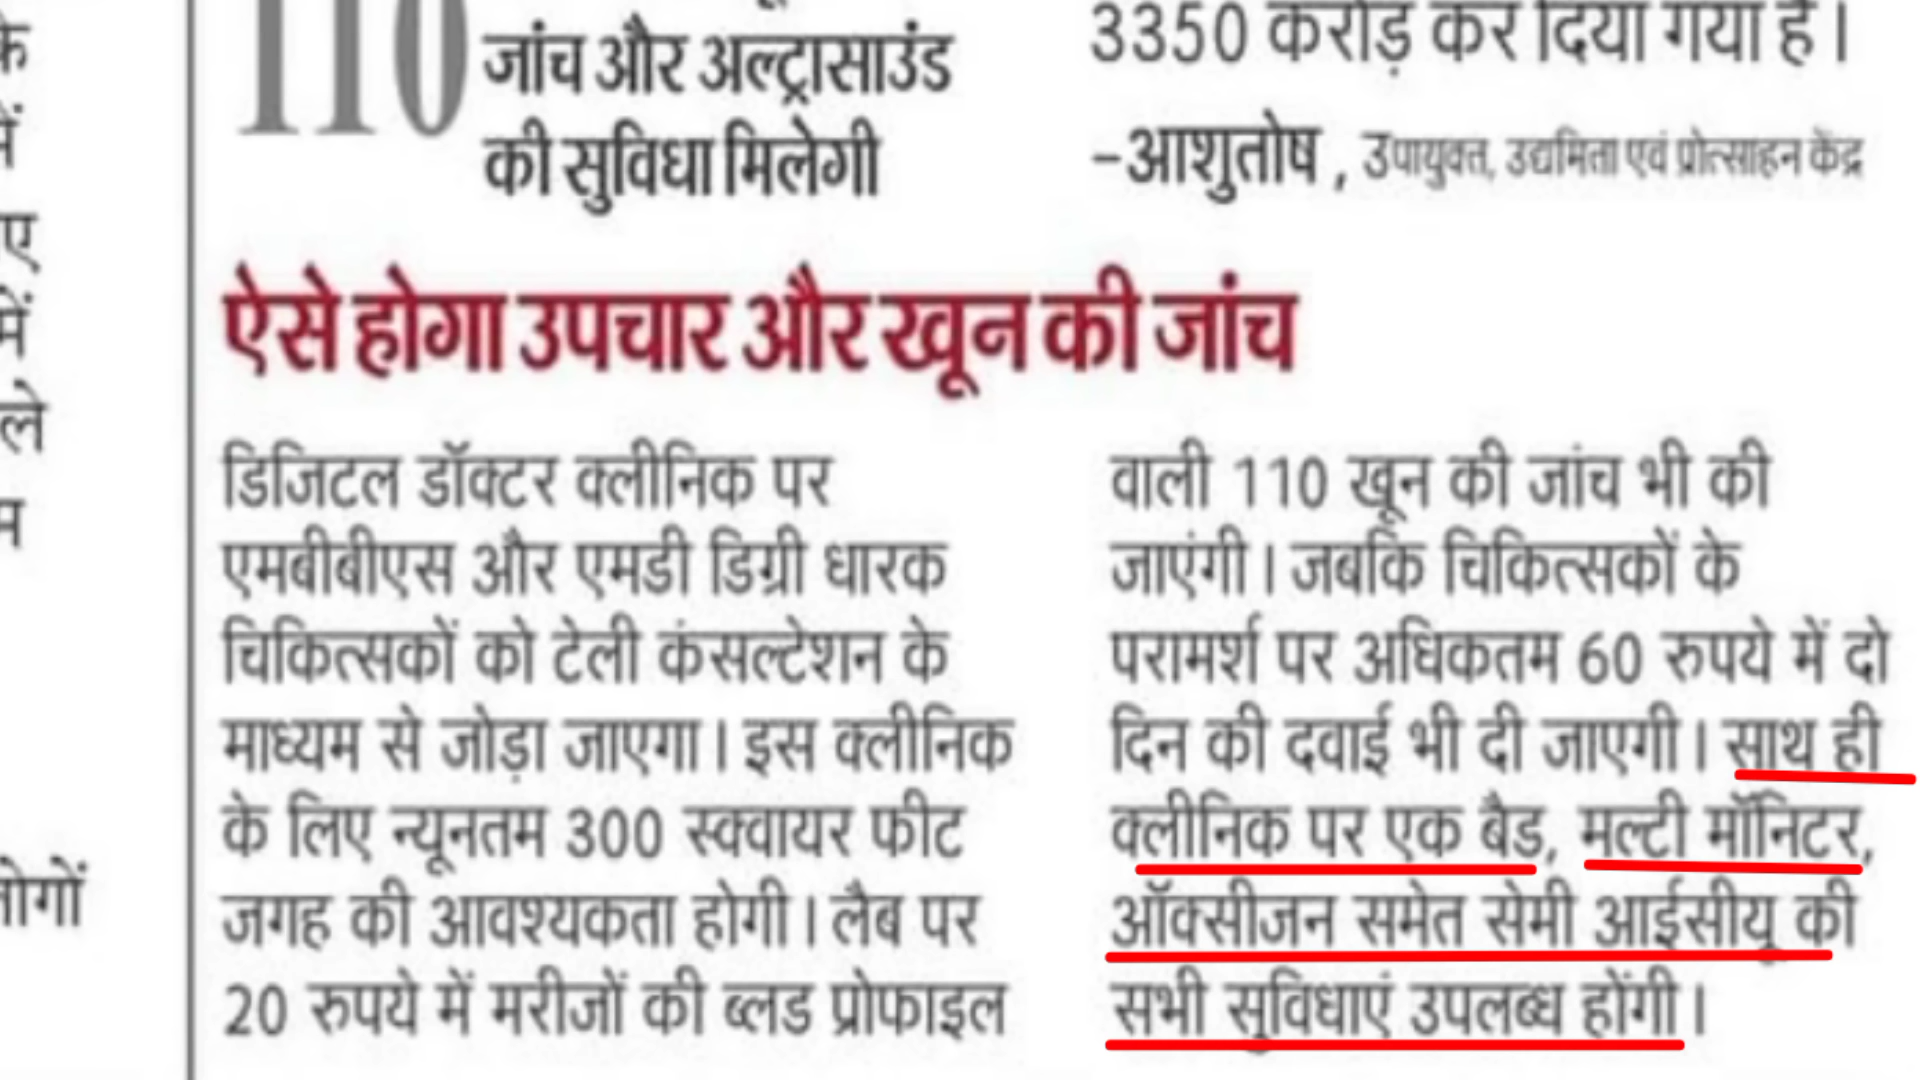 110
जांच और अल्ट्रासाउंड
की सुविधा मिलेगी
3350 करोड़ कर दिया गया है।
–आशुतोष, उपायुक्त, उद्यमिता एवं प्रोत्साहन केंद्र
ऐसे होगा उपचार और खून की जांच
डिजिटल डॉक्टर क्लीनिक पर
एमबीबीएस और एमडी डिग्री धारक
चिकित्सकों को टेली कंसल्टेशन के
माध्यम से जोड़ा जाएगा। इस क्लीनिक
के लिए न्यूनतम 300 स्क्वायर फीट
जगह की आवश्यकता होगी। लैब पर
20 रुपये में मरीजों की ब्लड प्रोफाइल
वाली 110 खून की जांच भी की
जाएंगी। जबकि चिकित्सकों के
परामर्श पर अधिकतम 60 रुपये में दो
दिन की दवाई भी दी जाएगी। साथ ही
क्लीनिक पर एक बैड, मल्टी मॉनिटर,
ऑक्सीजन समेत सेमी आईसीयू की
सभी सुविधाएं उपलब्ध होंगी।